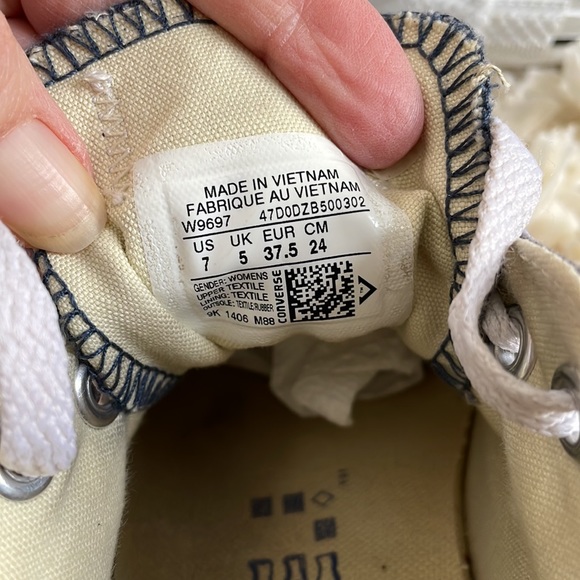 MADE IN VIETNAM
FABRIQUE AU VIETNAM
W9697 47D0DZB500302
US UK EUR CM
7 5 37.5 24
GENDER: WOMENS
UPPER: TEXTILE
LINING: TEXTILE
OUTSOLE: TEXTILE/RUBBER
9K 1406 M88
CONVERSE